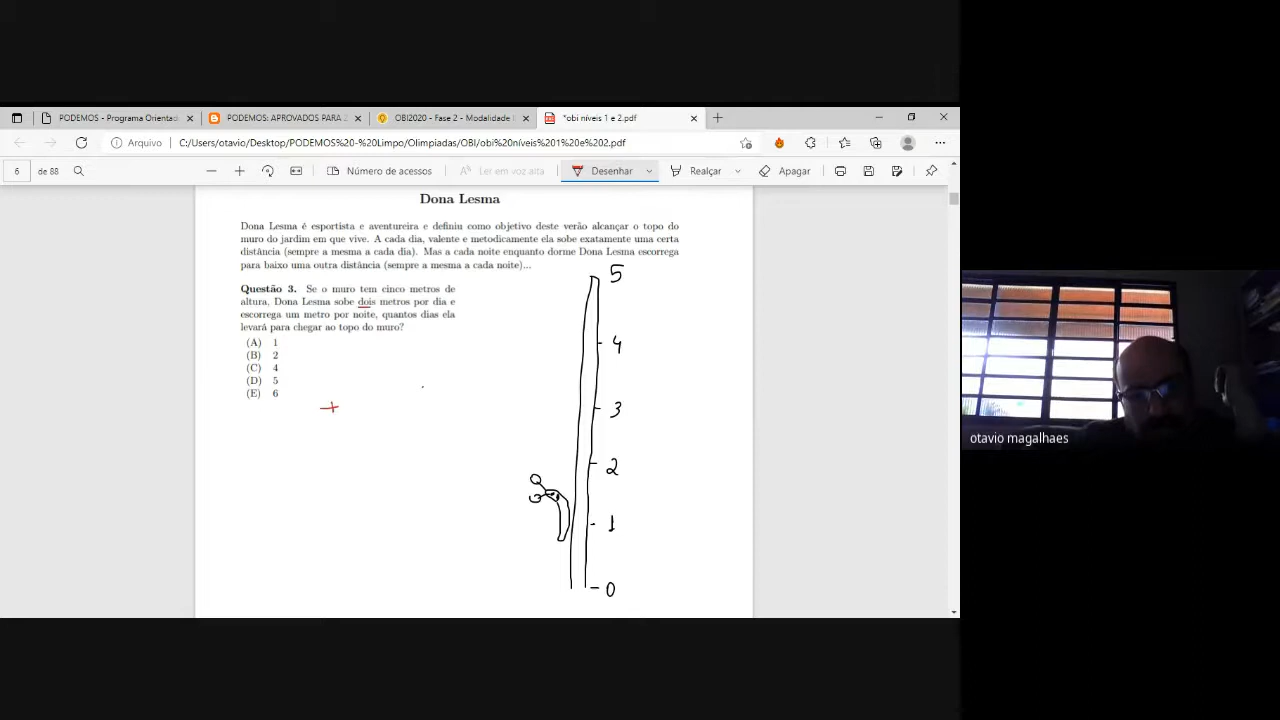 PODEMOS - Programa Orientad
PODEMOS: APROVADOS PARA 2
OBI2020 - Fase 2 - Modalidade I
*obi níveis 1 e 2.pdf
Arquivo
C:/Users/otavio/Desktop/PODEMOS%20-%20Limpo/Olimpiadas/OBI/obi%20níveis%201%20e%202.pdf
6 de 88
Número de acessos
Ler em voz alta
Desenhar
Realçar
Apagar
Dona Lesma
Dona Lesma é esportista e aventureira e definiu como objetivo deste verão alcançar o topo do
muro do jardim em que vive. A cada dia, valente e metodicamente ela sobe exatamente uma certa
distância (sempre a mesma a cada dia). Mas a cada noite enquanto dorme Dona Lesma escorrega
para baixo uma outra distância (sempre a mesma a cada noite)...
Questão 3. Se o muro tem cinco metros de
altura, Dona Lesma sobe dois metros por dia e
escorrega um metro por noite, quantos dias ela
levará para chegar ao topo do muro?
(A) 1
(B) 2
(C) 4
(D) 5
(E) 6
5
4
3
2
1
0
otavio magalhaes